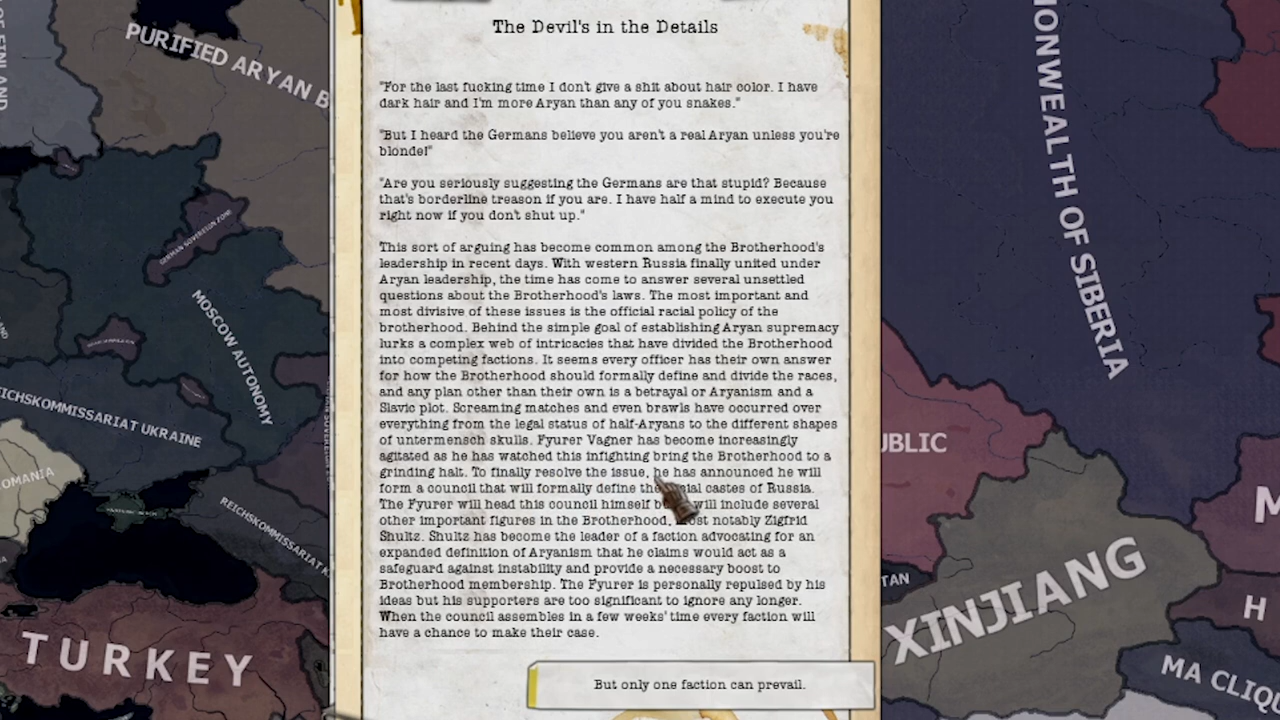 The Devil's in the Details
"For the last fucking time I don't give a shit about hair color. I have
dark hair and I'm more Aryan than any of you snakes."
"But I heard the Germans believe you aren't a real Aryan unless you're
blonde!"
"Are you seriously suggesting the Germans are that stupid? Because
that's borderline treason if you are. I have half a mind to execute you
right now if you don't shut up."
This sort of arguing has become common among the Brotherhood's
leadership in recent days. With western Russia finally united under
Aryan leadership, the time has come to answer several unsettled
questions about the Brotherhood's laws. The most important and
most divisive of these issues is the official racial policy of the
brotherhood. Behind the simple goal of establishing Aryan supremacy
lurks a complex web of intricacies that have divided the Brotherhood
into competing factions. It seems every officer has their own answer
for how the Brotherhood should formally define and divide the races,
and any plan other than their own is a betrayal or Aryanism and a
Slavic plot. Screaming matches and even brawls have occurred over
everything from the legal status of half-Aryans to the different shapes
of untermensch skulls. Fyurer Vagner has become increasingly
agitated as he has watched this infighting bring the Brotherhood to a
grinding halt. To finally resolve the issue, he has announced he will
form a council that will formally define the castes of Russia.
The Fyurer will head this council himself will include several
other important figures in the Brotherhood, most notably Zigfrid
Shultz. Shultz has become the leader of a faction advocating for an
expanded definition of Aryanism that he claims would act as a
safeguard against instability and provide a necessary boost to
Brotherhood membership. The Fyurer is personally repulsed by his
ideas but his supporters are too significant to ignore any longer.
When the council assembles in a few weeks' time every faction will
have a chance to make their case.
But only one faction can prevail.
OF FINLAND
PURIFIED ARYAN B
GERMAN SOVEREIGN ZONE
MOSCOW AUTONOMY
EICHSKOMMISSARIAT UKRAINE
OMANIA
REICHSKOMMISSARIAT K
TURKEY
MONWEALTH OF SIBERIA
UBLIC
TAN
XINJIANG
M
H
MA CLIQU